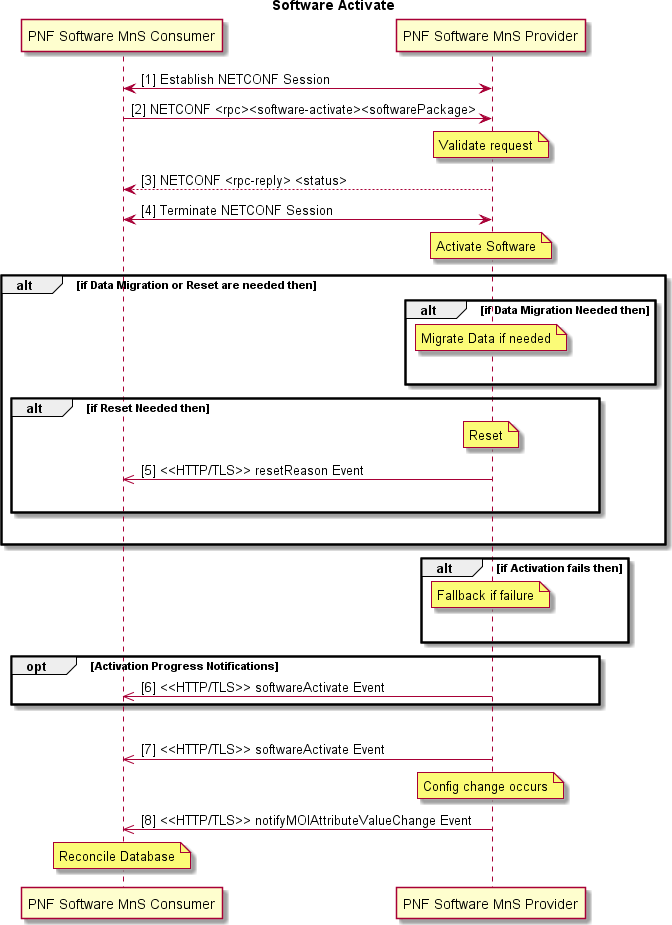 Software Activate
PNF Software MnS Consumer
PNF Software MnS Provider
[1] Establish NETCONF Session
[2] NETCONF <rpc><software-activate><softwarePackage>
Validate request
[3] NETCONF <rpc-reply> <status>
[4] Terminate NETCONF Session
Activate Software
alt [if Data Migration or Reset are needed then]
alt [if Data Migration Needed then]
Migrate Data if needed
alt [if Reset Needed then]
Reset
[5] <<HTTP/TLS>> resetReason Event
alt [if Activation fails then]
Fallback if failure
opt [Activation Progress Notifications]
[6] <<HTTP/TLS>> softwareActivate Event
[7] <<HTTP/TLS>> softwareActivate Event
Config change occurs
[8] <<HTTP/TLS>> notifyMOIAttributeValueChange Event
Reconcile Database
PNF Software MnS Consumer
PNF Software MnS Provider